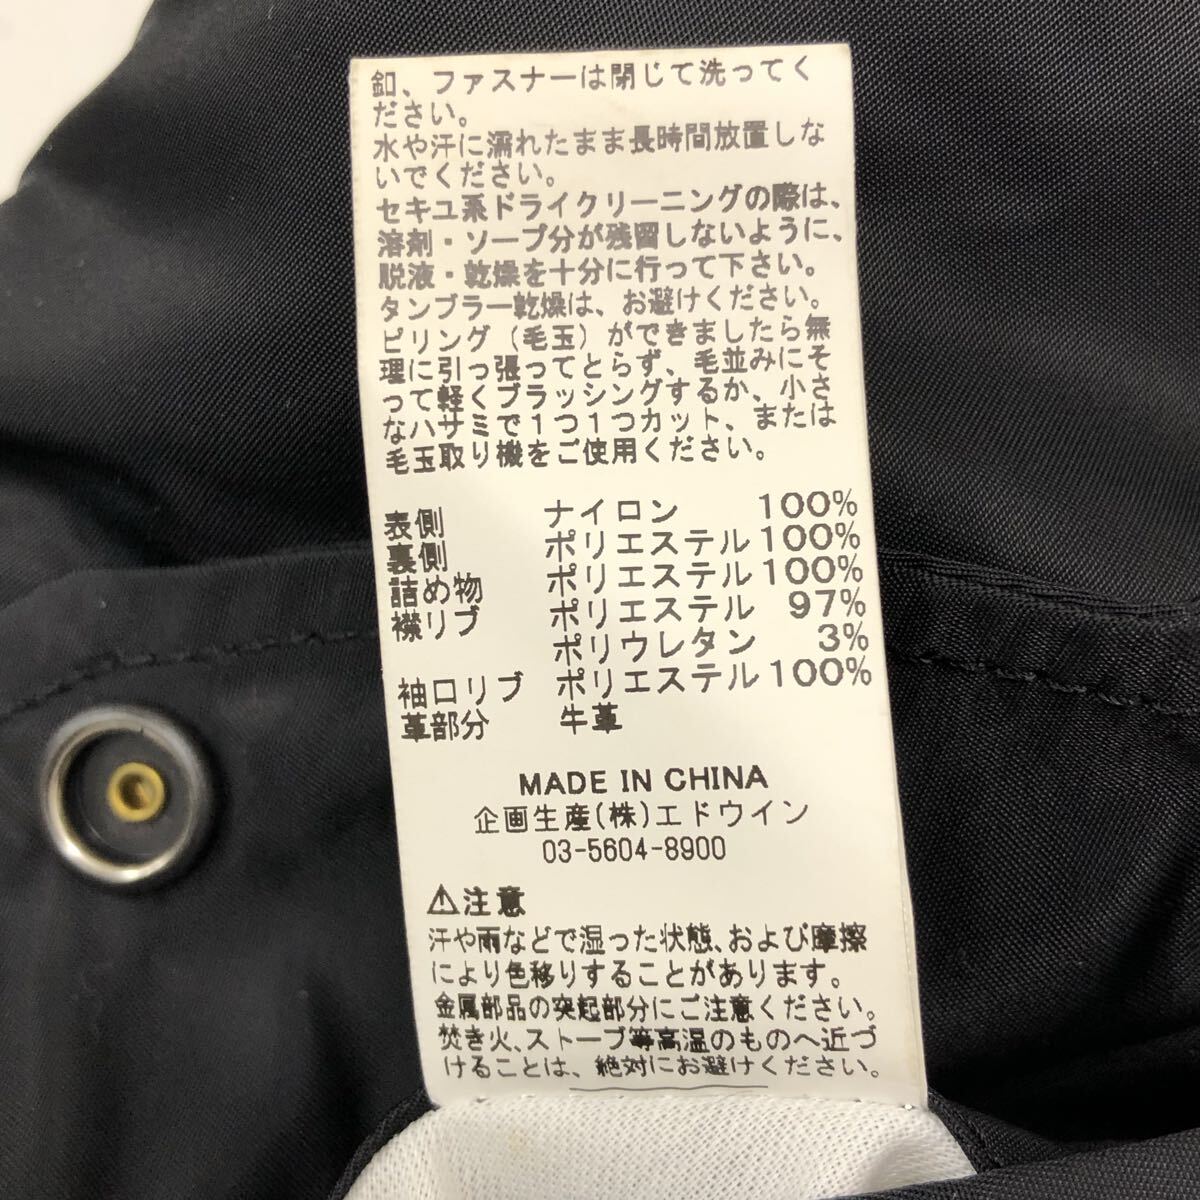 釦、ファスナーは閉じて洗ってく
ださい。
水や汗に濡れたまま長時間放置しな
いでください。
セキユ系ドライクリーニングの際は、
溶剤・ソープ分が残留しないように、
脱液・乾燥を十分に行って下さい。
タンブラー乾燥は、お避けください。
ピリング(毛玉)ができましたら無
理に引っ張ってとらず、毛並みにそ
って軽くブラッシングするか、小さ
なハサミで1つ1つカット、または
毛玉取り機をご使用ください。
表側 ナイロン 100%
裏側 ポリエステル 100%
詰め物 ポリエステル 100%
襟リブ ポリエステル 97%
ポリウレタン 3%
袖口リブ ポリエステル 100%
革部分 牛革
MADE IN CHINA
企画生産(株)エドウイン
03-5604-8900
⚠注意
汗や雨などで湿った状態、および摩擦
により色移りすることがあります。
金属部品の突起部分にご注意ください。
焚き火、ストーブ等高温のものへ近づ
けることは、絶対にお避けください。